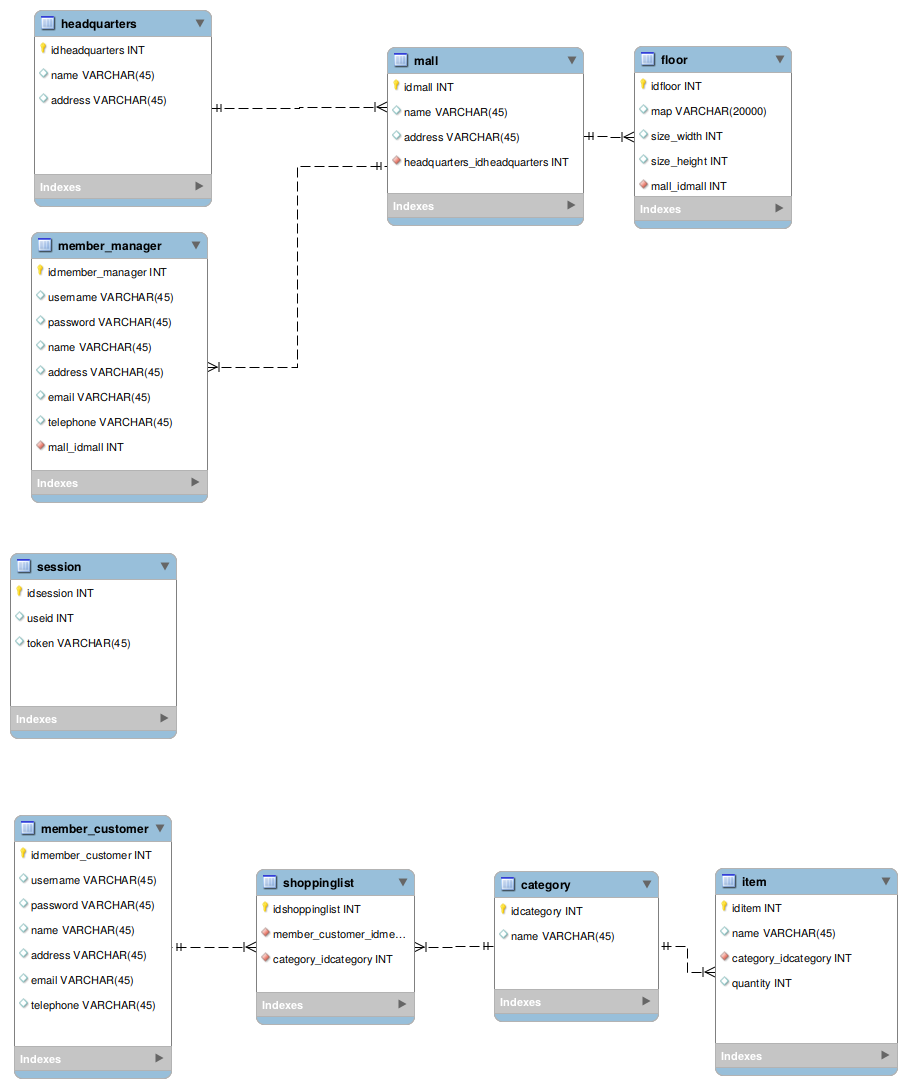 headquarters
idheadquarters INT
name VARCHAR(45)
address VARCHAR(45)
Indexes
mall
idmall INT
name VARCHAR(45)
address VARCHAR(45)
headquarters_idheadquarters INT
Indexes
floor
idfloor INT
map VARCHAR(20000)
size_width INT
size_height INT
mall_idmall INT
Indexes
member_manager
idmember_manager INT
username VARCHAR(45)
password VARCHAR(45)
name VARCHAR(45)
address VARCHAR(45)
email VARCHAR(45)
telephone VARCHAR(45)
mall_idmall INT
Indexes
session
idsession INT
useid INT
token VARCHAR(45)
Indexes
member_customer
idmember_customer INT
username VARCHAR(45)
password VARCHAR(45)
name VARCHAR(45)
address VARCHAR(45)
email VARCHAR(45)
telephone VARCHAR(45)
Indexes
shoppinglist
idshoppinglist INT
member_customer_idme...
category_idcategory INT
Indexes
category
idcategory INT
name VARCHAR(45)
Indexes
item
iditem INT
name VARCHAR(45)
category_idcategory INT
quantity INT
Indexes